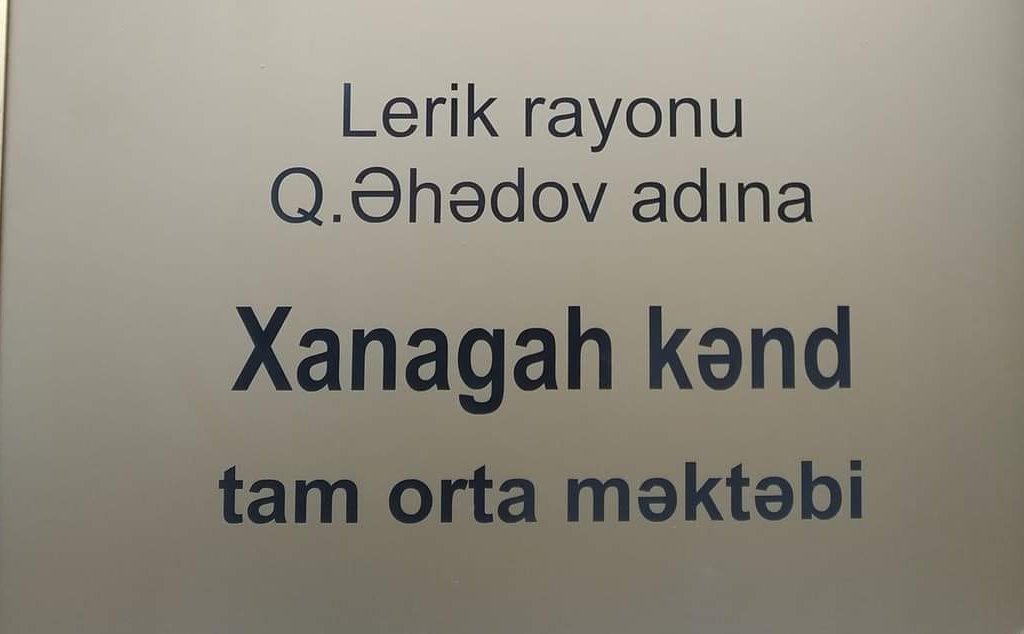 Lerik rayonu
Q.Əhədov adına
Xanagah kənd
tam orta məktəbi